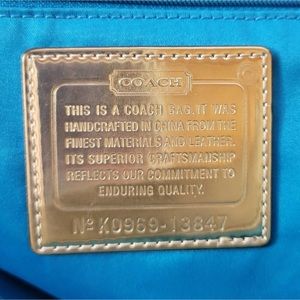 COACH
THIS IS A COACH BAG.IT WAS
HANDCRAFTED IN CHINA FROM THE
FINEST MATERIALS AND LEATHER.
ITS SUPERIOR CRAFTSMANSHIP
REFLECTS OUR COMMITMENT TO
ENDURING QUALITY.
Nº K0969-13847